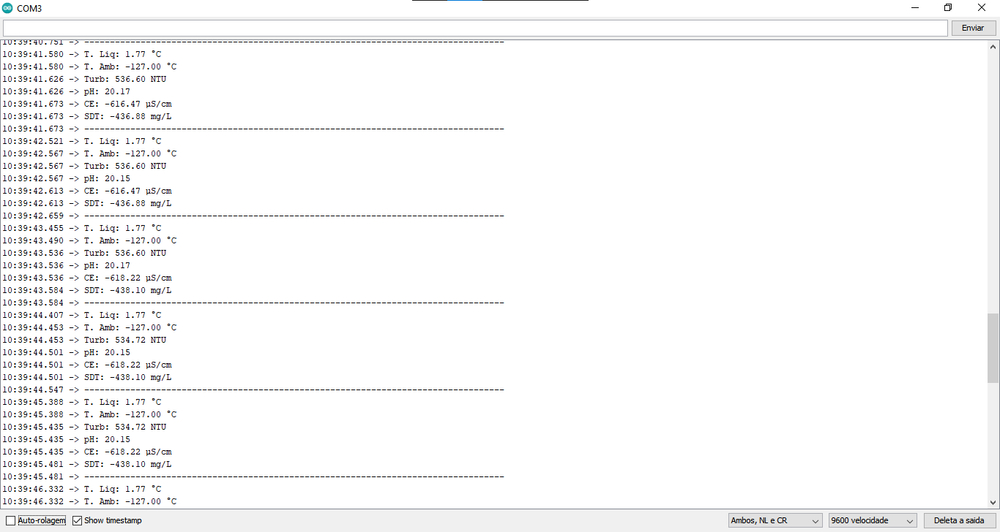 COM3
Enviar
10:39:40.751 -> ----------------------------------------------------------------------------------
10:39:41.580 -> T. Liq: 1.77 °C
10:39:41.580 -> T. Amb: -127.00 °C
10:39:41.626 -> Turb: 536.60 NTU
10:39:41.626 -> pH: 20.17
10:39:41.673 -> CE: -616.47 µS/cm
10:39:41.673 -> SDT: -436.88 mg/L
10:39:41.673 -> ----------------------------------------------------------------------------------
10:39:42.521 -> T. Liq: 1.77 °C
10:39:42.567 -> T. Amb: -127.00 °C
10:39:42.567 -> Turb: 536.60 NTU
10:39:42.567 -> pH: 20.15
10:39:42.613 -> CE: -616.47 µS/cm
10:39:42.613 -> SDT: -436.88 mg/L
10:39:42.659 -> ----------------------------------------------------------------------------------
10:39:43.455 -> T. Liq: 1.77 °C
10:39:43.490 -> T. Amb: -127.00 °C
10:39:43.536 -> Turb: 536.60 NTU
10:39:43.536 -> pH: 20.17
10:39:43.536 -> CE: -618.22 µS/cm
10:39:43.584 -> SDT: -438.10 mg/L
10:39:43.584 -> ----------------------------------------------------------------------------------
10:39:44.407 -> T. Liq: 1.77 °C
10:39:44.453 -> T. Amb: -127.00 °C
10:39:44.453 -> Turb: 534.72 NTU
10:39:44.501 -> pH: 20.15
10:39:44.501 -> CE: -618.22 µS/cm
10:39:44.501 -> SDT: -438.10 mg/L
10:39:44.547 -> ----------------------------------------------------------------------------------
10:39:45.388 -> T. Liq: 1.77 °C
10:39:45.388 -> T. Amb: -127.00 °C
10:39:45.435 -> Turb: 534.72 NTU
10:39:45.435 -> pH: 20.15
10:39:45.435 -> CE: -618.22 µS/cm
10:39:45.481 -> SDT: -438.10 mg/L
10:39:45.481 -> ----------------------------------------------------------------------------------
10:39:46.332 -> T. Liq: 1.77 °C
10:39:46.332 -> T. Amb: -127.00 °C
Auto-rolagem Show timestamp Ambos, NL e CR 9600 velocidade Deleta a saida